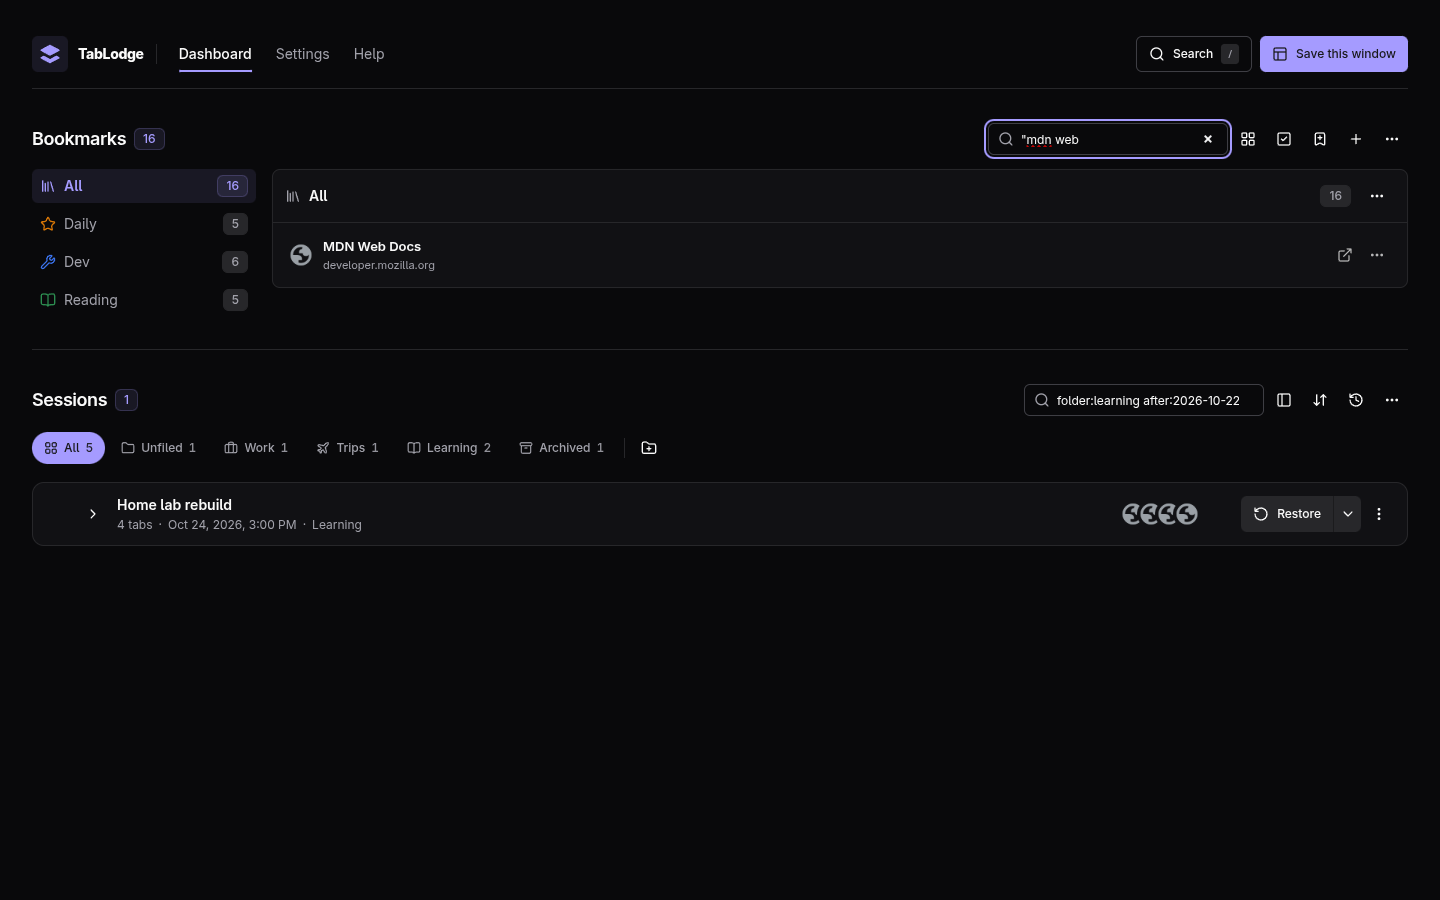 TabLodge Dashboard Settings Help Search / Save this window
Bookmarks 16 "mdn web
All 16
Daily 5
Dev 6
Reading 5
All 16
MDN Web Docs
developer.mozilla.org
Sessions 1 folder:learning after:2026-10-22
All 5 Unfiled 1 Work 1 Trips 1 Learning 2 Archived 1
Home lab rebuild
4 tabs · Oct 24, 2026, 3:00 PM · Learning
Restore